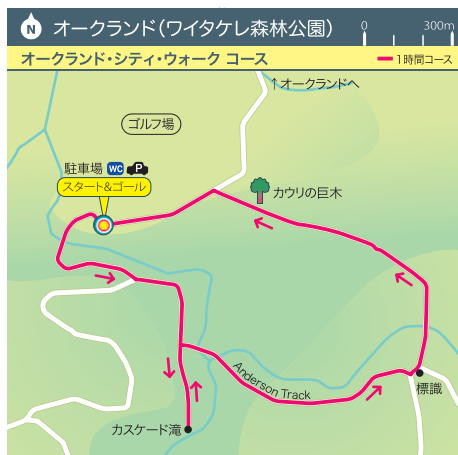 N
オークランド（ワイタケレ森林公園）
0 300m
オークランド・シティ・ウォーク コース
1時間コース
↑オークランドへ
ゴルフ場
駐車場 WC P
スタート&ゴール
カウリの巨木
Anderson Track
標識
カスケード滝